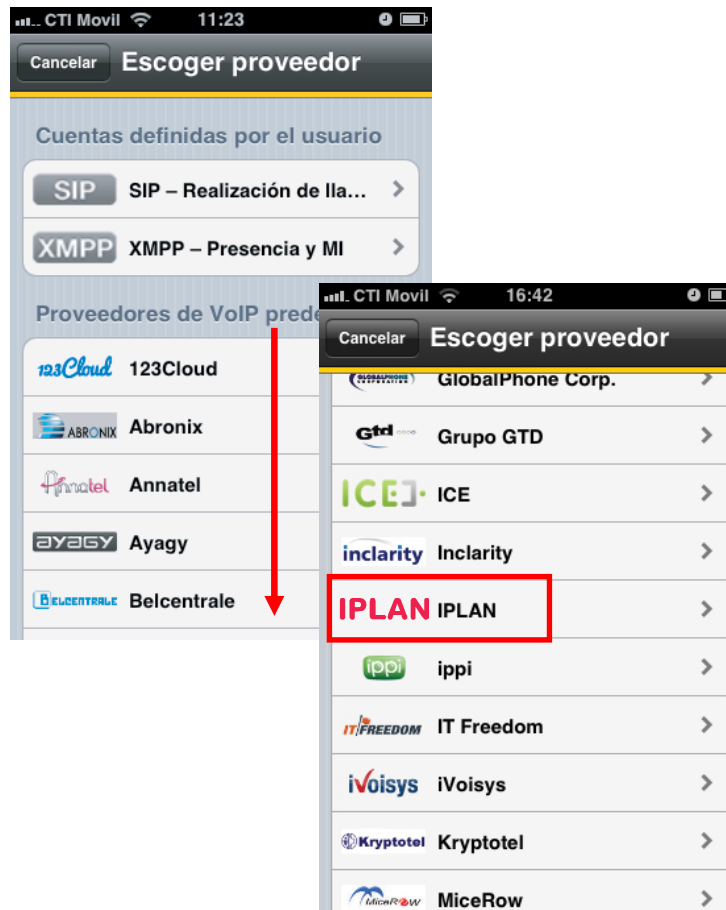 CTI Movil 11:23
Cancelar Escoger proveedor
Cuentas definidas por el usuario
SIP SIP – Realización de lla...
XMPP XMPP – Presencia y MI
Proveedores de VoIP prede
123Cloud 123Cloud
ABRONIX Abronix
Annatel Annatel
AYAGY Ayagy
BELCENTRALE Belcentrale
CTI Movil 16:42
Cancelar Escoger proveedor
GLOBALPHONE CORPORATION GlobalPhone Corp.
Gtd Grupo GTD
ICE ICE
inclarity Inclarity
IPLAN IPLAN
ippi ippi
IT FREEDOM IT Freedom
ivoisys iVoisys
Kryptotel Kryptotel
MiceRow MiceRow